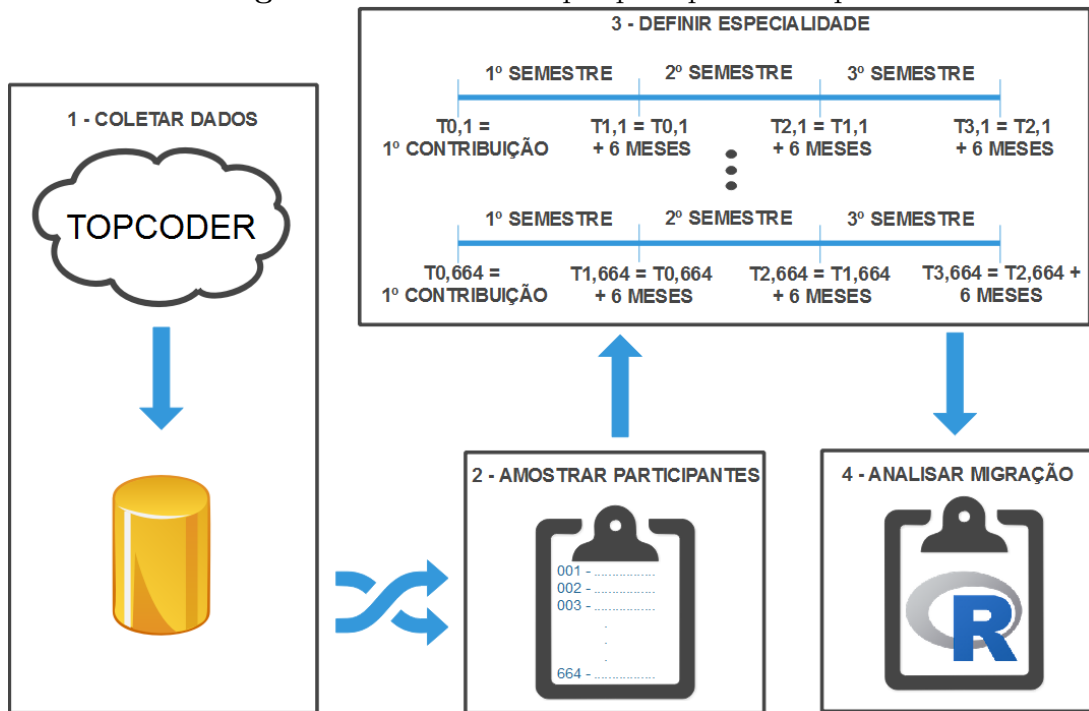 1 - COLETAR DADOS
TOPCODER
2 - AMOSTRAR PARTICIPANTES
001 - ..................
002 - ..................
003 - ..................
.
.
.
664 - ..................
3 - DEFINIR ESPECIALIDADE
1º SEMESTRE 2º SEMESTRE 3º SEMESTRE
T0,1 = T1,1 = T0,1 T2,1 = T1,1 T3,1 = T2,1
1º CONTRIBUIÇÃO + 6 MESES + 6 MESES + 6 MESES
1º SEMESTRE 2º SEMESTRE 3º SEMESTRE
T0,664 = T1,664 = T0,664 T2,664 = T1,664 T3,664 = T2,664 +
1º CONTRIBUIÇÃO + 6 MESES + 6 MESES 6 MESES
4 - ANALISAR MIGRAÇÃO
R